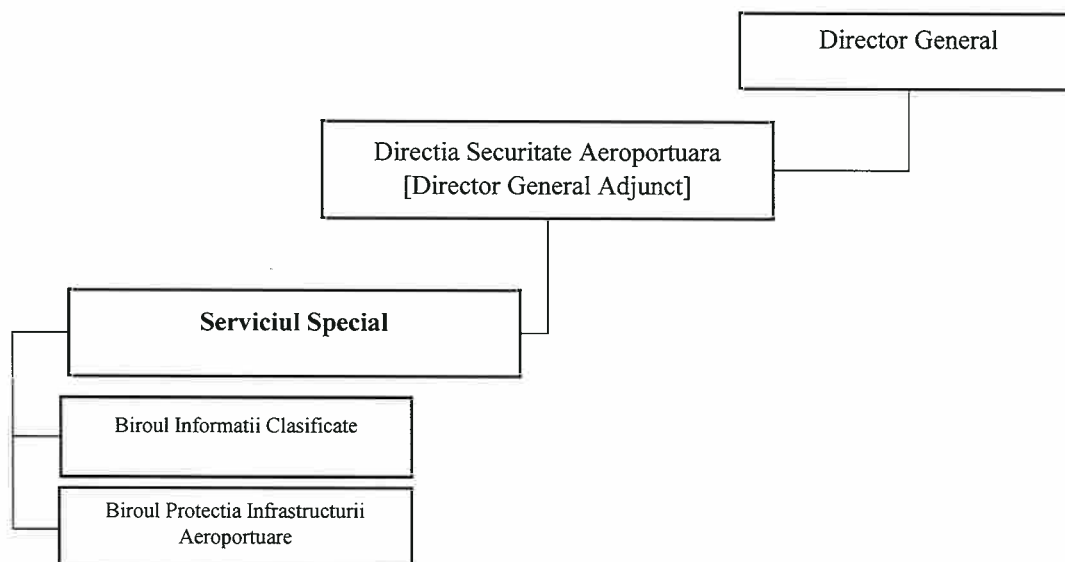 Director General
Directia Securitate Aeroportuara
[Director General Adjunct]
Serviciul Special
Biroul Informatii Clasificate
Biroul Protectia Infrastructurii
Aeroportuare